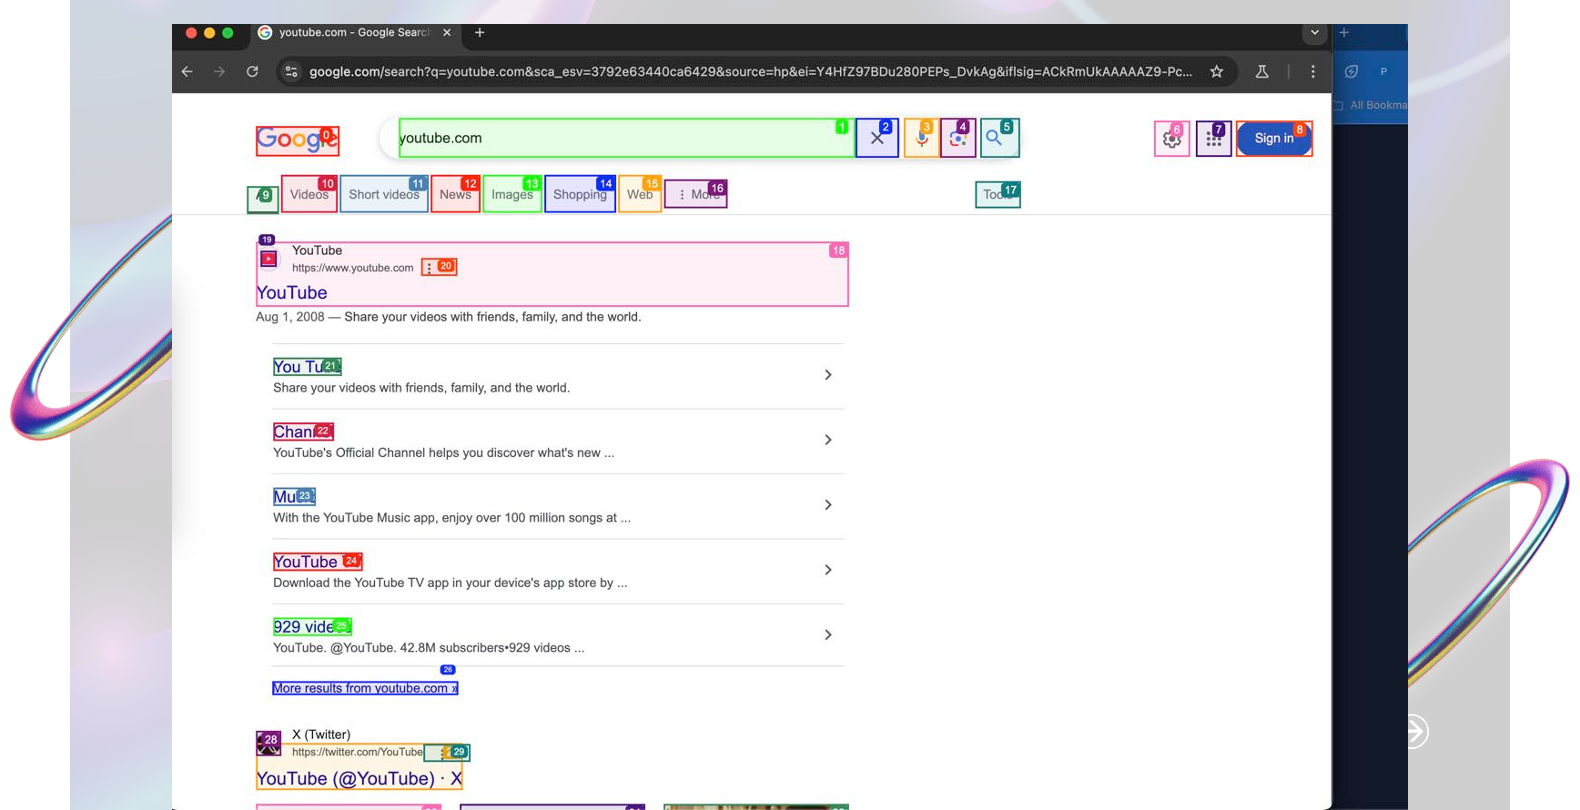 youtube.com - Google Searc
google.com/search?q=youtube.com&sca_esv=3792e63440ca6429&source=hp&ei=Y4HfZ97BDu280PEPs_DvkAg&iflsig=ACkRmUkAAAAAZ9-Pc...
P
All Bookma
Google 0
youtube.com 1 2 3 4 5 6 7 Sign in 8
9 Videos 10 Short videos 11 News 12 Images 13 Shopping 14 Web 15 More 16 Tools 17
19
YouTube 18
https://www.youtube.com 20
YouTube
Aug 1, 2008 — Share your videos with friends, family, and the world.
You Tube 21
Share your videos with friends, family, and the world.
Channel 22
YouTube's Official Channel helps you discover what's new ...
Music 23
With the YouTube Music app, enjoy over 100 million songs at ...
YouTube 24
Download the YouTube TV app in your device's app store by ...
929 videos 25
YouTube. @YouTube. 42.8M subscribers•929 videos ...
26
More results from youtube.com »
28 X (Twitter)
https://twitter.com/YouTube 29
YouTube (@YouTube) · X